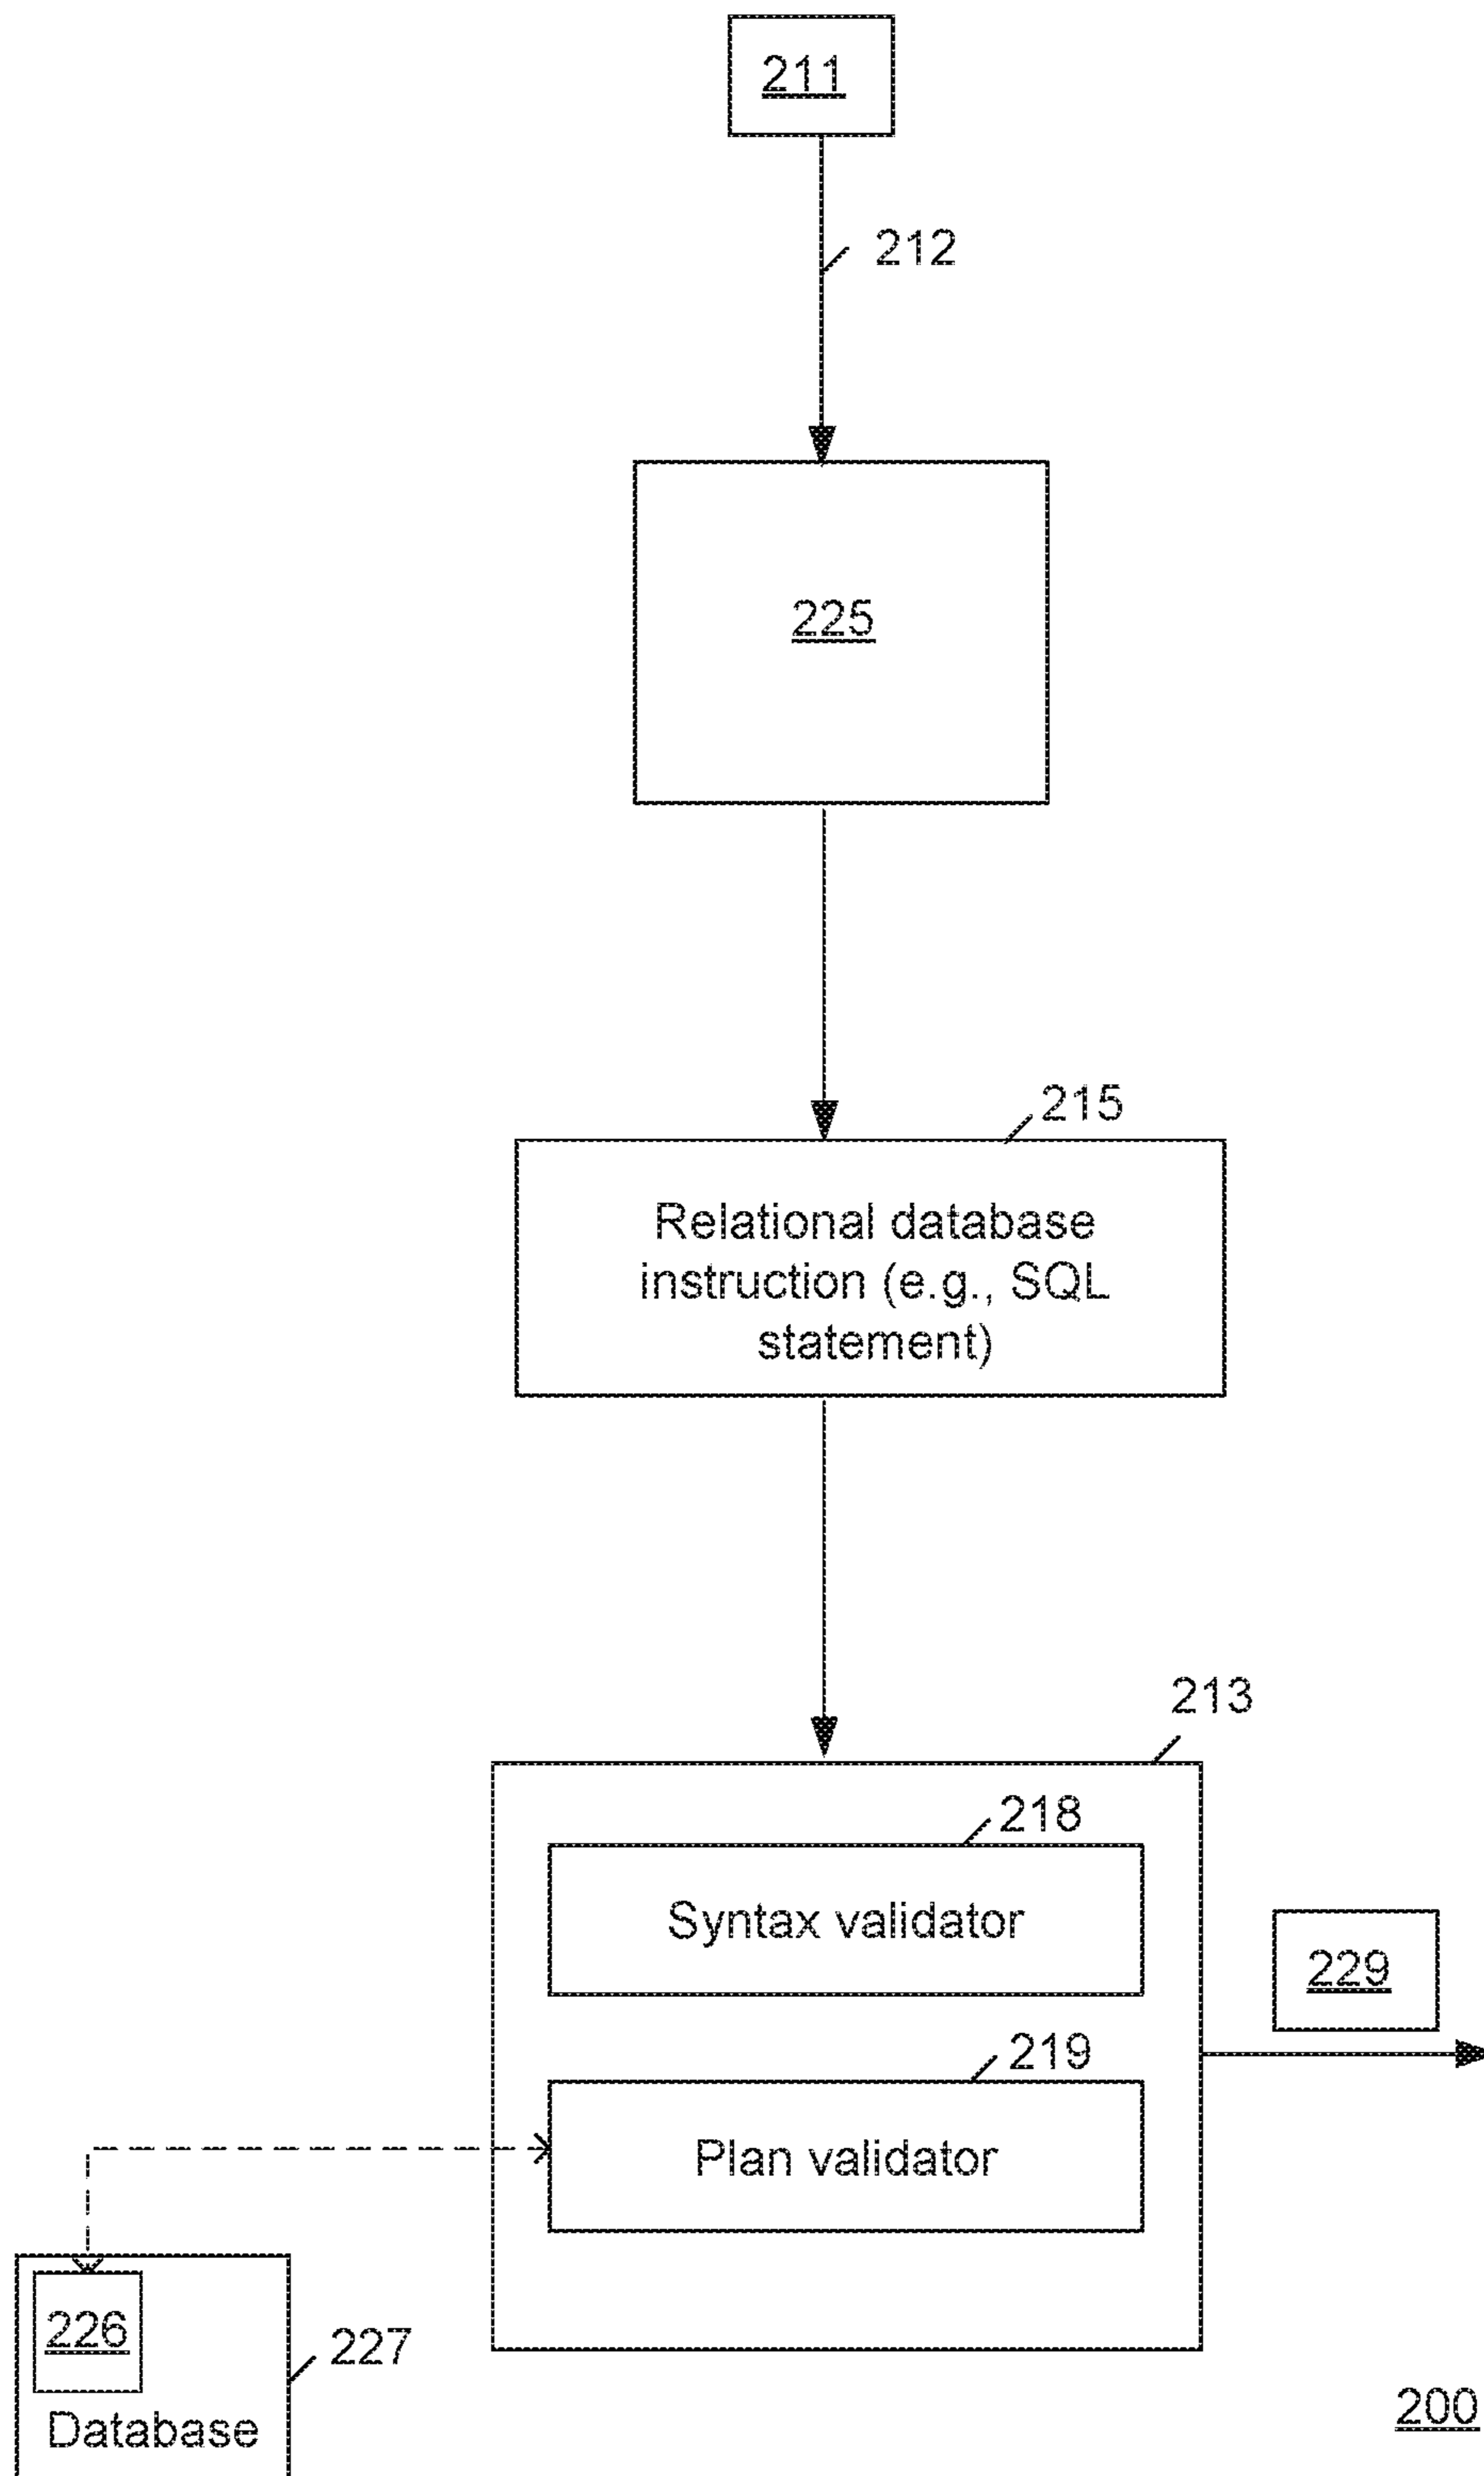 211
212
225
215
Relational database
instruction (e.g., SQL
statement)
213
218
Syntax validator
229
219
Plan validator
226
227
Database
200